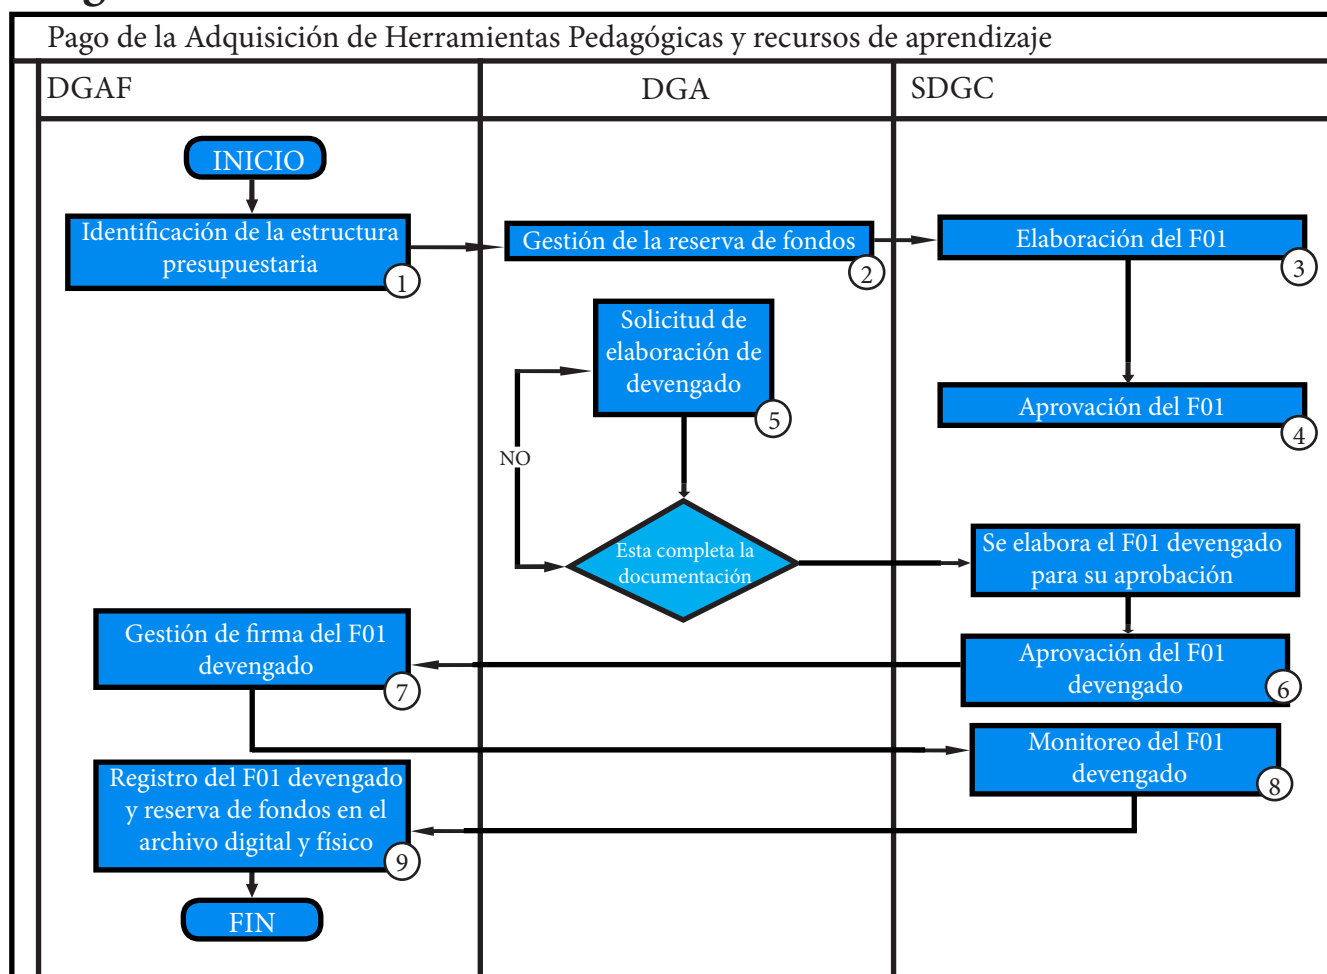 Pago de la Adquisición de Herramientas Pedagógicas y recursos de aprendizaje
DGAF
DGA
SDGC
INICIO
Identificación de la estructura
presupuestaria
1
Gestión de la reserva de fondos
2
Elaboración del F01
3
Aprovación del F01
4
Solicitud de
elaboración de
devengado
5
NO
Esta completa la
documentación
Se elabora el F01 devengado
para su aprobación
Aprovación del F01
devengado
6
Gestión de firma del F01
devengado
7
Monitoreo del F01
devengado
8
Registro del F01 devengado
y reserva de fondos en el
archivo digital y físico
9
FIN